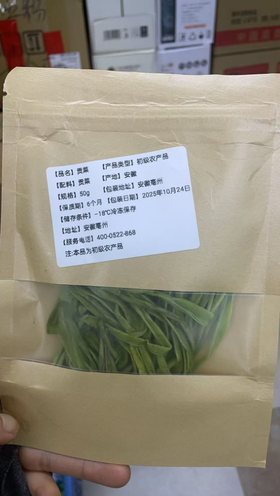 【品名】贡菜 【产品类型】初级农产品
【配料】贡菜 【产地】安徽
【规格】50g 【包装地址】安徽亳州
【保质期】6个月 【包装日期】2025年10月24日
【储存条件】-18℃冷冻保存
【地址】安徽亳州
【服务电话】400-0522-868
注:本品为初级农产品